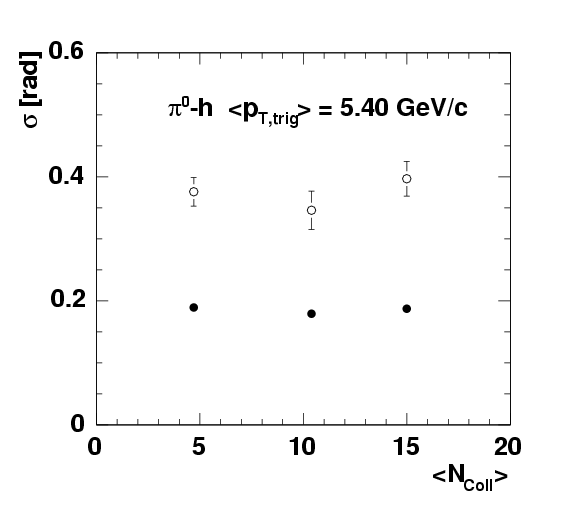 0.6
σ [rad]
π⁰-h <p_T,trig> = 5.40 GeV/c
0.4
0.2
0
0 5 10 15 20
<N_Coll>